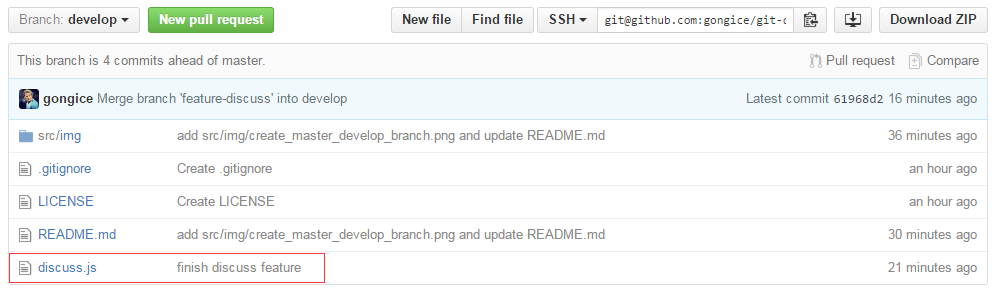 Branch: develop New pull request New file Find file SSH git@github.com:gongice/git-c Download ZIP
This branch is 4 commits ahead of master. Pull request Compare
gongice Merge branch 'feature-discuss' into develop Latest commit 61968d2 16 minutes ago
src/img add src/img/create_master_develop_branch.png and update README.md 36 minutes ago
.gitignore Create .gitignore an hour ago
LICENSE Create LICENSE an hour ago
README.md add src/img/create_master_develop_branch.png and update README.md 30 minutes ago
discuss.js finish discuss feature 21 minutes ago